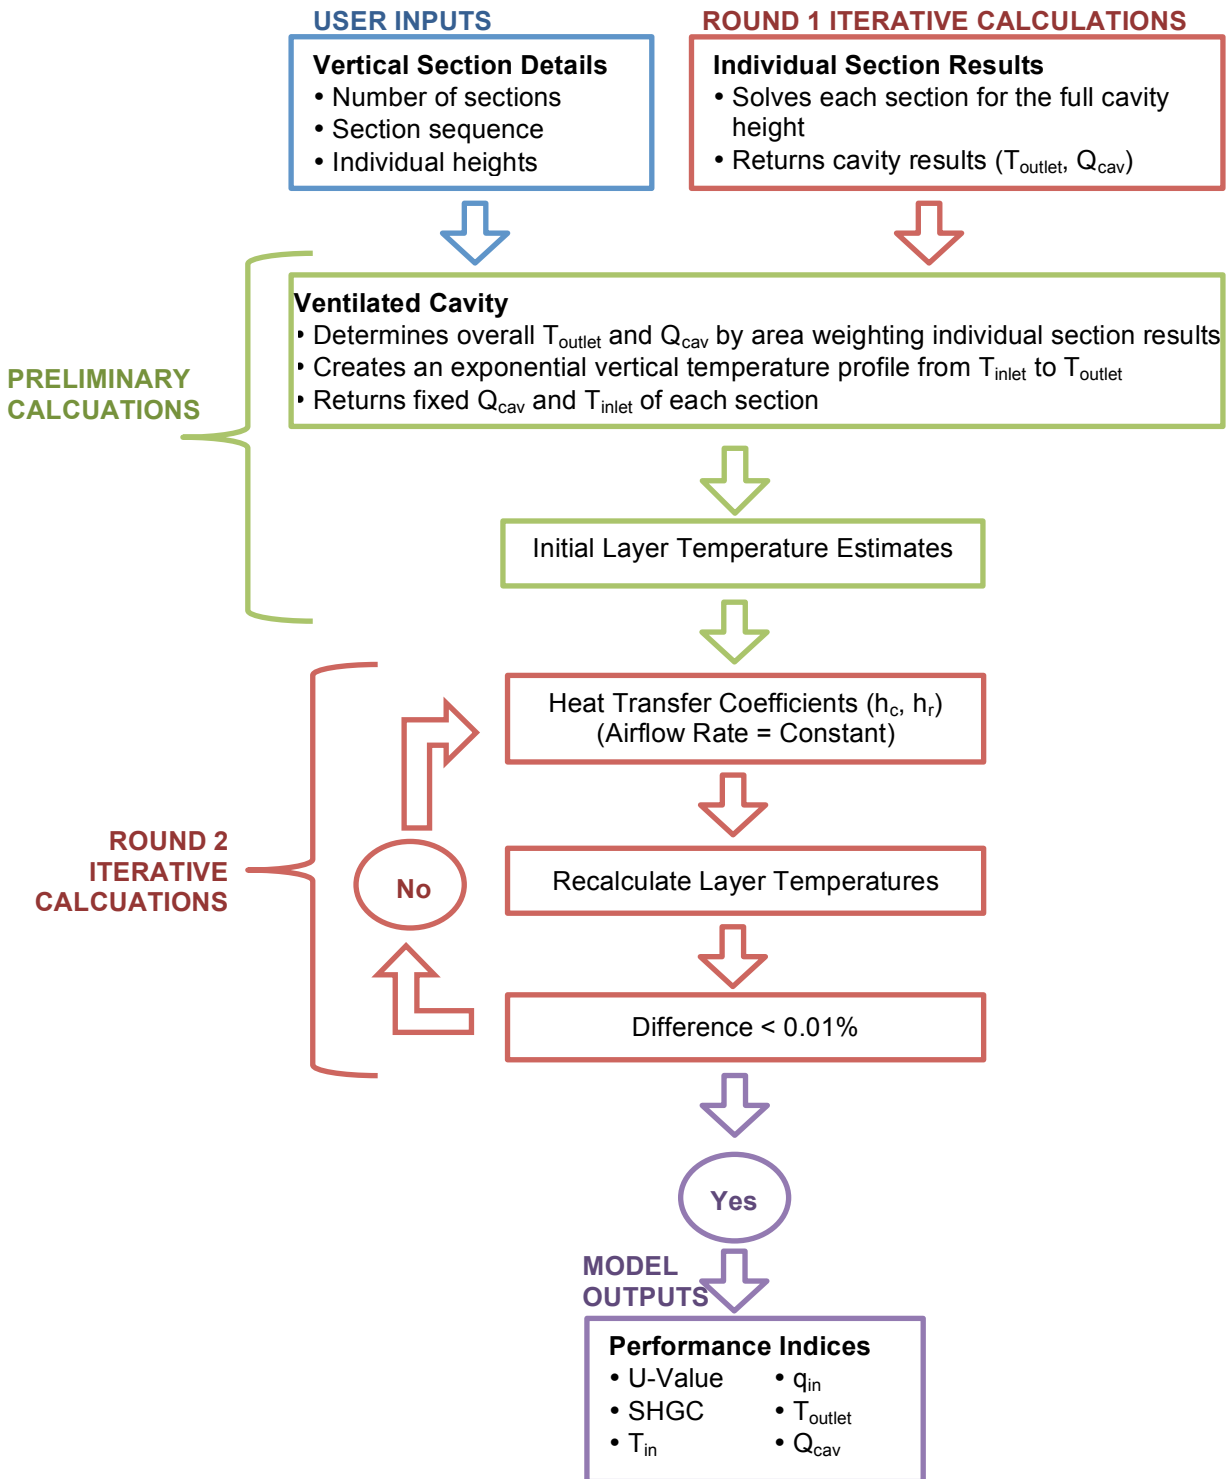 USER INPUTS
Vertical Section Details
• Number of sections
• Section sequence
• Individual heights
ROUND 1 ITERATIVE CALCULATIONS
Individual Section Results
• Solves each section for the full cavity
height
• Returns cavity results (Toutlet, Qcav)
PRELIMINARY
CALCUATIONS
Ventilated Cavity
• Determines overall Toutlet and Qcav by area weighting individual section results
• Creates an exponential vertical temperature profile from Tinlet to Toutlet
• Returns fixed Qcav and Tinlet of each section
Initial Layer Temperature Estimates
ROUND 2
ITERATIVE
CALCUATIONS
Heat Transfer Coefficients (hc, hr)
(Airflow Rate = Constant)
Recalculate Layer Temperatures
No
Difference < 0.01%
Yes
MODEL
OUTPUTS
Performance Indices
• U-Value
• SHGC
• Tin
• qin
• Toutlet
• Qcav